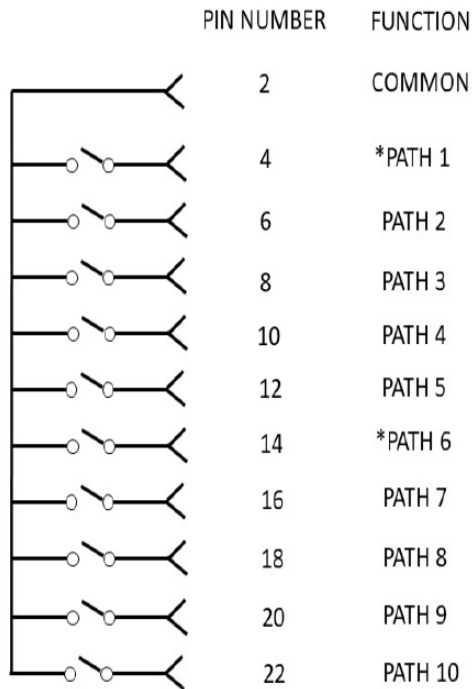 PIN NUMBER FUNCTION
2 COMMON
4 *PATH 1
6 PATH 2
8 PATH 3
10 PATH 4
12 PATH 5
14 *PATH 6
16 PATH 7
18 PATH 8
20 PATH 9
22 PATH 10